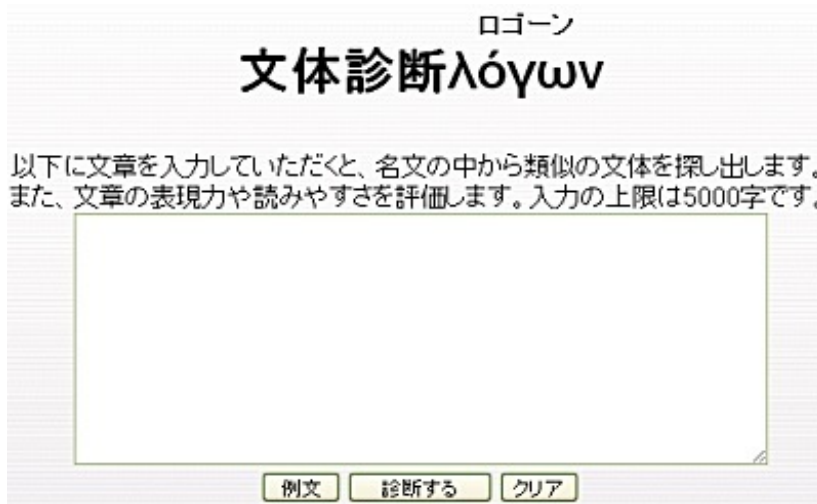 ロゴーン
文体診断λόγων
以下に文章を入力していただくと、名文の中から類似の文体を探し出します。
また、文章の表現力や読みやすさを評価します。入力の上限は5000字です。
例文 診断する クリア